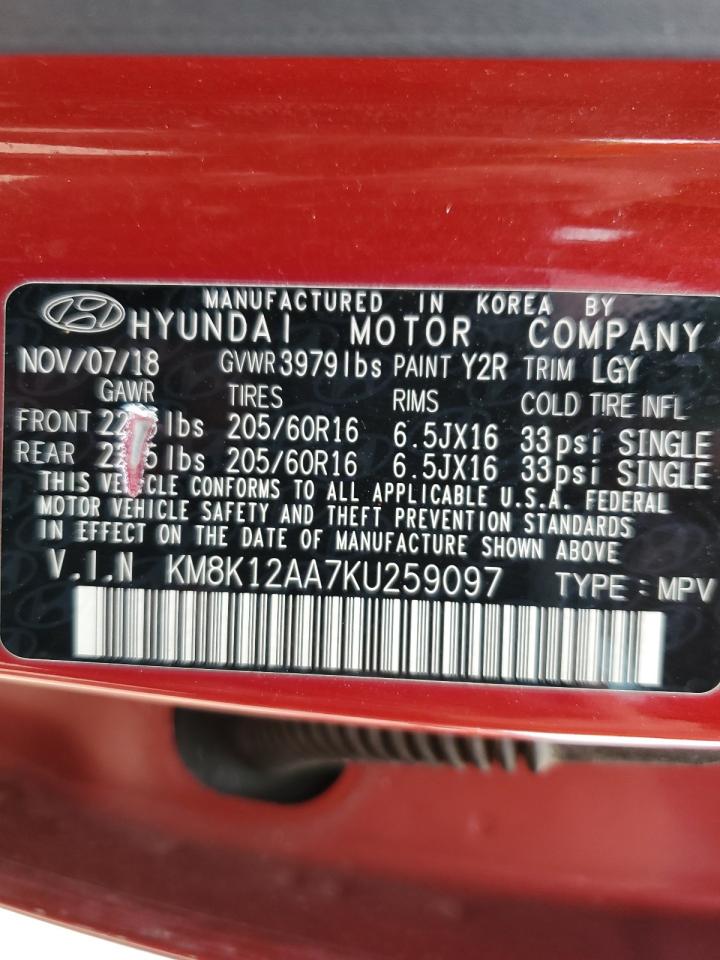 MANUFACTURED IN KOREA BY
HYUNDAI MOTOR COMPANY
NOV/07/18 GVWR 3979lbs PAINT Y2R TRIM LGY
GAWR TIRES RIMS COLD TIRE INFL
FRONT lbs 205/60R16 6.5JX16 33psi SINGLE
REAR lbs 205/60R16 6.5JX16 33psi SINGLE
THIS VEHICLE CONFORMS TO ALL APPLICABLE U.S.A. FEDERAL
MOTOR VEHICLE SAFETY AND THEFT PREVENTION STANDARDS
IN EFFECT ON THE DATE OF MANUFACTURE SHOWN ABOVE
V.I.N KM8K12AA7KU259097 TYPE : MPV